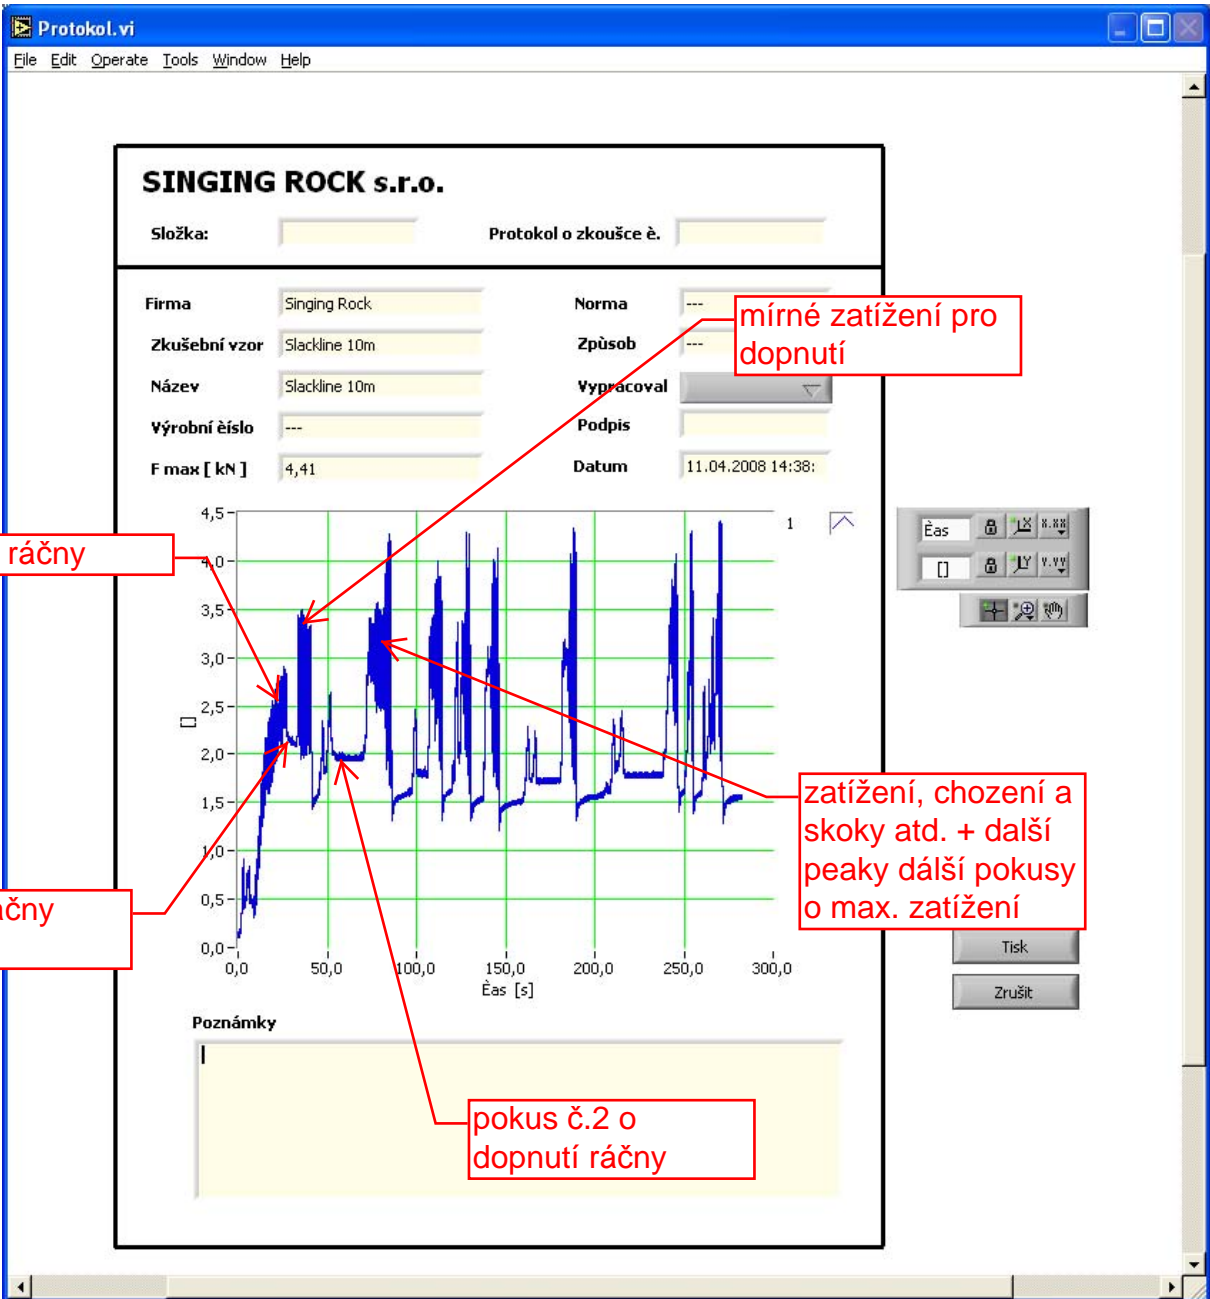 Protokol.vi
File Edit Operate Tools Window Help
SINGING ROCK s.r.o.
Složka:
Protokol o zkoušce è.
Firma Singing Rock
Norma ---
Zkušební vzor Slackline 10m
Zpùsob ---
Název Slackline 10m
Vypracoval
Výrobní èíslo ---
Podpis
F max [ kN ] 4,41
Datum 11.04.2008 14:38:
mírné zatížení pro
dopnutí
ráčny
zatížení, chození a
skoky atd. + další
peaky dálší pokusy
o max. zatížení
4,5
4,0
3,5
3,0
2,5
2,0
1,5
1,0
0,5
0,0
[]
0,0 50,0 100,0 150,0 200,0 250,0 300,0
Èas [s]
1
Èas X X.XX
[] Y Y.YY
Tisk
Zrušit
Poznámky
pokus č.2 o
dopnutí ráčny